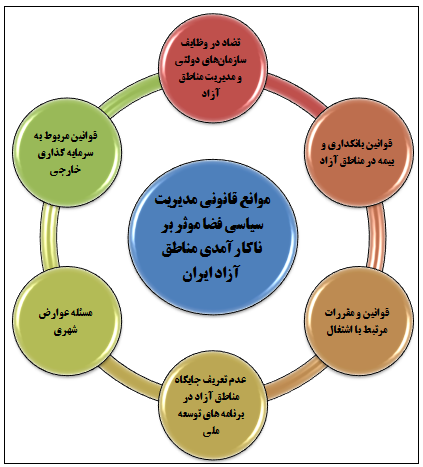 تضاد در وظایف
سازمان‌های دولتی
و مدیریت مناطق
آزاد
قوانین بانکداری و
بیمه در مناطق آزاد
قوانین و مقررات
مرتبط با اشتغال
عدم تعریف جایگاه
مناطق آزاد در
برنامه های توسعه
ملی
مسئله عوارض
شهری
قوانین مربوط به
سرمایه گذاری
خارجی
موانع قانونی مدیریت
سیاسی فضا موثر بر
ناکارآمدی مناطق
آزاد ایران